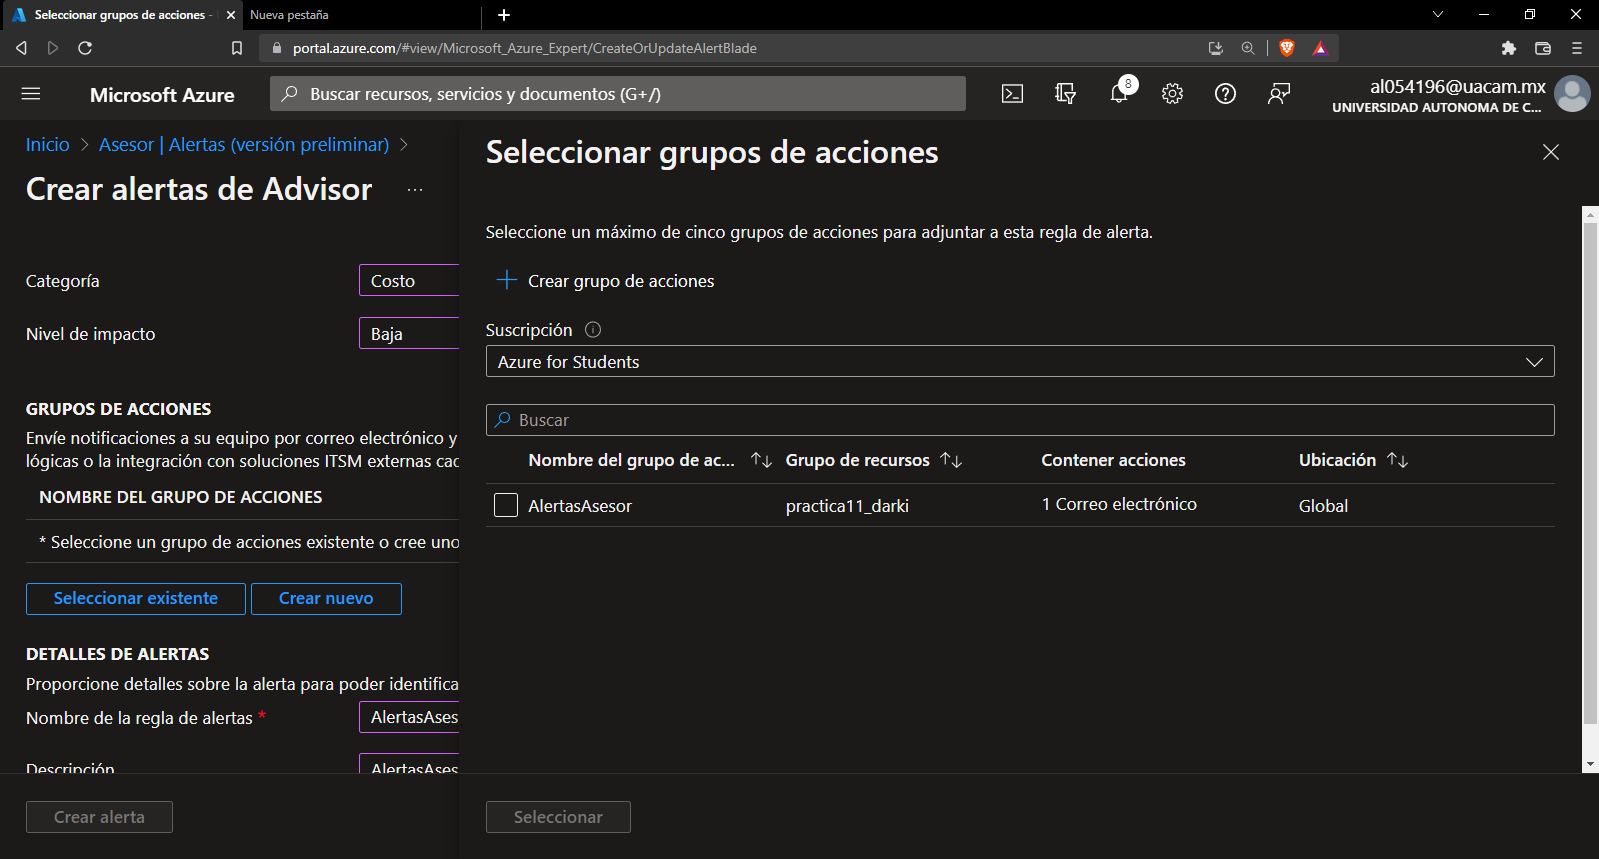 Seleccionar grupos de acciones -
Nueva pestaña
portal.azure.com/#view/Microsoft_Azure_Expert/CreateOrUpdateAlertBlade
Microsoft Azure
Buscar recursos, servicios y documentos (G+/)
8
al054196@uacam.mx
UNIVERSIDAD AUTONOMA DE C...
Inicio > Asesor | Alertas (versión preliminar) >
Crear alertas de Advisor ...
Categoría
Costo
Nivel de impacto
Baja
GRUPOS DE ACCIONES
Envíe notificaciones a su equipo por correo electrónico y
lógicas o la integración con soluciones ITSM externas cac
NOMBRE DEL GRUPO DE ACCIONES
* Seleccione un grupo de acciones existente o cree uno
Seleccionar existente
Crear nuevo
DETALLES DE ALERTAS
Proporcione detalles sobre la alerta para poder identifica
Nombre de la regla de alertas *
AlertasAses
Descripción
AlertasAses
Crear alerta
Seleccionar grupos de acciones
Seleccione un máximo de cinco grupos de acciones para adjuntar a esta regla de alerta.
Crear grupo de acciones
Suscripción
Azure for Students
Buscar
Nombre del grupo de ac... Grupo de recursos Contener acciones Ubicación
AlertasAsesor practica11_darki 1 Correo electrónico Global
Seleccionar